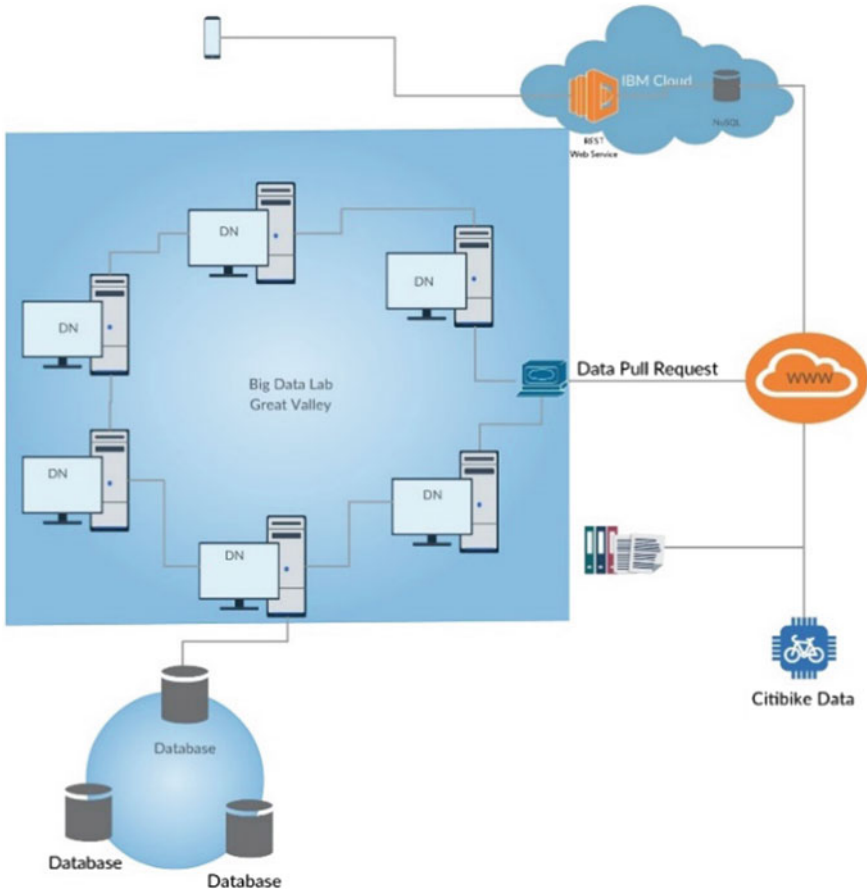 IBM Cloud
NoSQL
REST
Web Service
DN
DN
DN
DN
Big Data Lab
Great Valley
Data Pull Request
WWW
DN
DN
DN
Citibike Data
Database
Database
Database